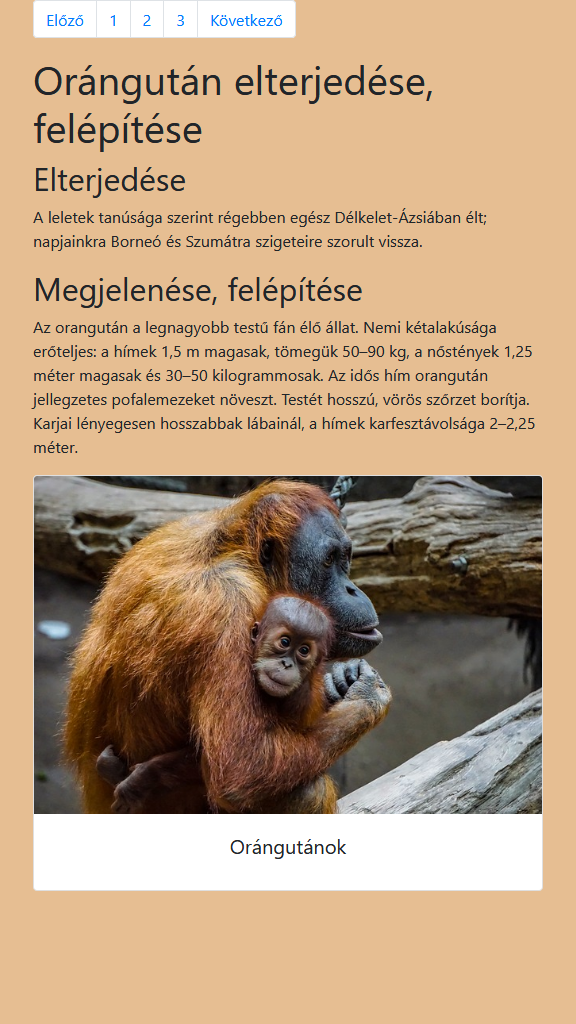 Előző 1 2 3 Következő
Orángután elterjedése,
felépítése
Elterjedése
A leletek tanúsága szerint régebben egész Délkelet-Ázsiában élt;
napjainkra Borneó és Szumátra szigeteire szorult vissza.
Megjelenése, felépítése
Az orangután a legnagyobb testű fán élő állat. Nemi kétalakúsága
erőteljes: a hímek 1,5 m magasak, tömegük 50–90 kg, a nőstények 1,25
méter magasak és 30–50 kilogrammosak. Az idős hím orangután
jellegzetes pofalemezeket növeszt. Testét hosszú, vörös szőrzet borítja.
Karjai lényegesen hosszabbak lábainál, a hímek karfesztávolsága 2–2,25
méter.
Orángutánok